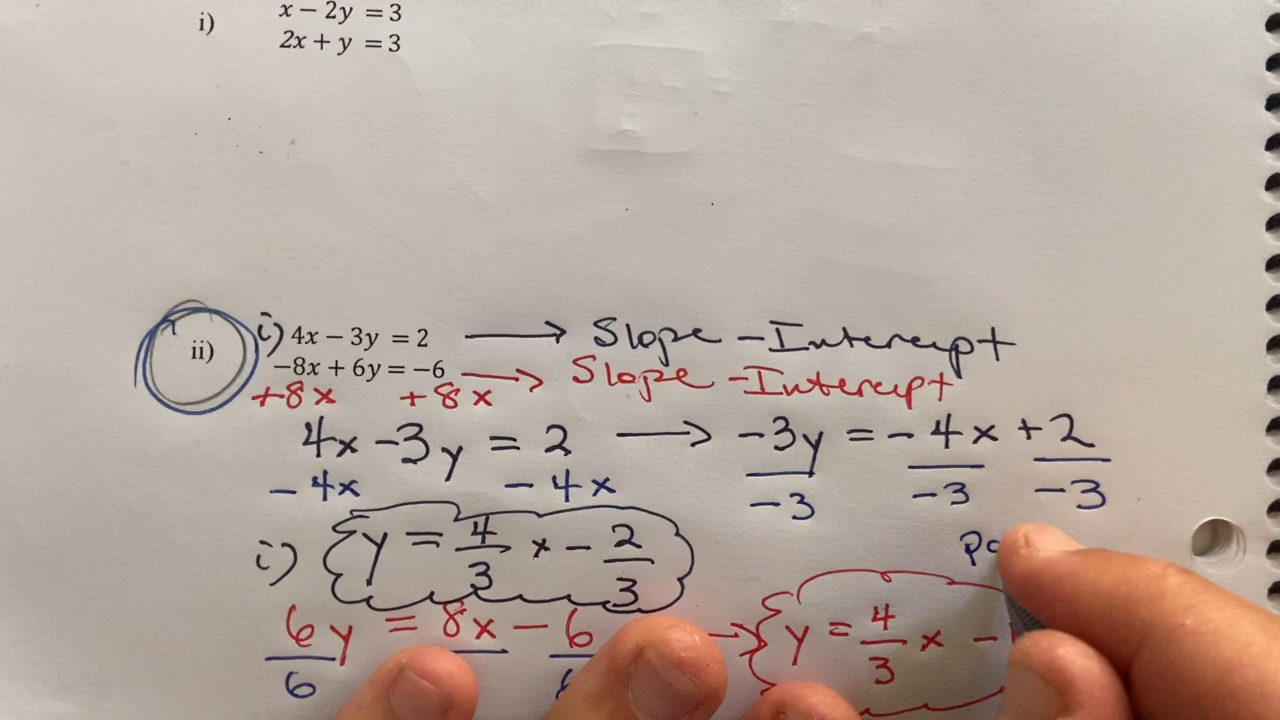 i) x − 2y = 3
2x + y = 3
ii) i) 4x − 3y = 2 → Slope - Intercept
−8x + 6y = −6 → Slope - Intercept
+8x +8x
4x - 3y = 2 → -3y = -4x + 2
-4x -4x -3 -3 -3
i) y = 4/3 x - 2/3
6y = 8x - 6 → y = 4/3 x -
6